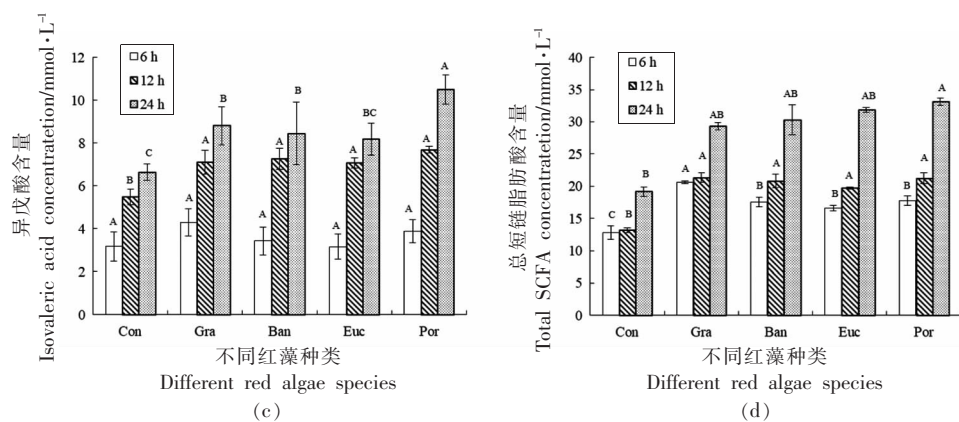 异戊酸含量
Isovaleric acid concentratetion/mmol·L⁻¹
12
10
8
6
4
2
0
6 h
12 h
24 h
A
B
C
A
A
B
A
A
B
A
A
BC
A
A
A
Con Gra Ban Euc Por
不同红藻种类
Different red algae species
(c)
总短链脂肪酸含量
Total SCFA concentratetion/mmol·L⁻¹
40
35
30
25
20
15
10
5
0
6 h
12 h
24 h
C
B
B
A
A
AB
B
A
AB
B
A
AB
B
A
A
Con Gra Ban Euc Por
不同红藻种类
Different red algae species
(d)